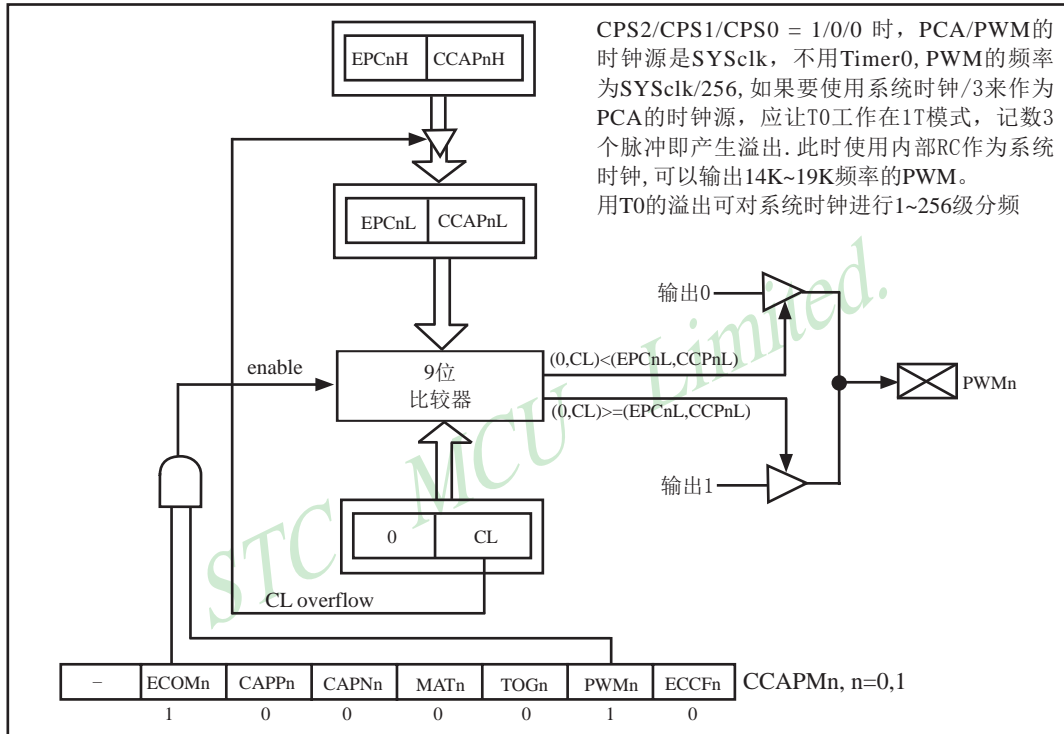 CPS2/CPS1/CPS0 = 1/0/0 时，PCA/PWM的
时钟源是SYSclk，不用Timer0, PWM的频率
为SYSclk/256, 如果要使用系统时钟/3来作为
PCA的时钟源，应让T0工作在1T模式，记数3
个脉冲即产生溢出. 此时使用内部RC作为系统
时钟, 可以输出14K~19K频率的PWM。
用T0的溢出可对系统时钟进行1~256级分频
EPCnH CCAPnH
EPCnL CCAPnL
输出0
(0,CL)<(EPCnL,CCPnL)
enable
9位
比较器
PWMn
(0,CL)>=(EPCnL,CCPnL)
输出1
0 CL
CL overflow
STC MCU Limited.
– ECOMn CAPPn CAPNn MATn TOGn PWMn ECCFn CCAPMn, n=0,1
1 0 0 0 0 1 0